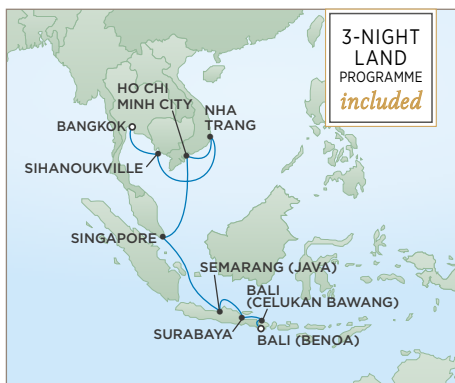 3-NIGHT
LAND
PROGRAMME
included
HO CHI
MINH CITY
NHA
TRANG
BANGKOK
SIHANOUKVILLE
SINGAPORE
SEMARANG (JAVA)
BALI
(CELUKAN BAWANG)
SURABAYA
BALI (BENOA)